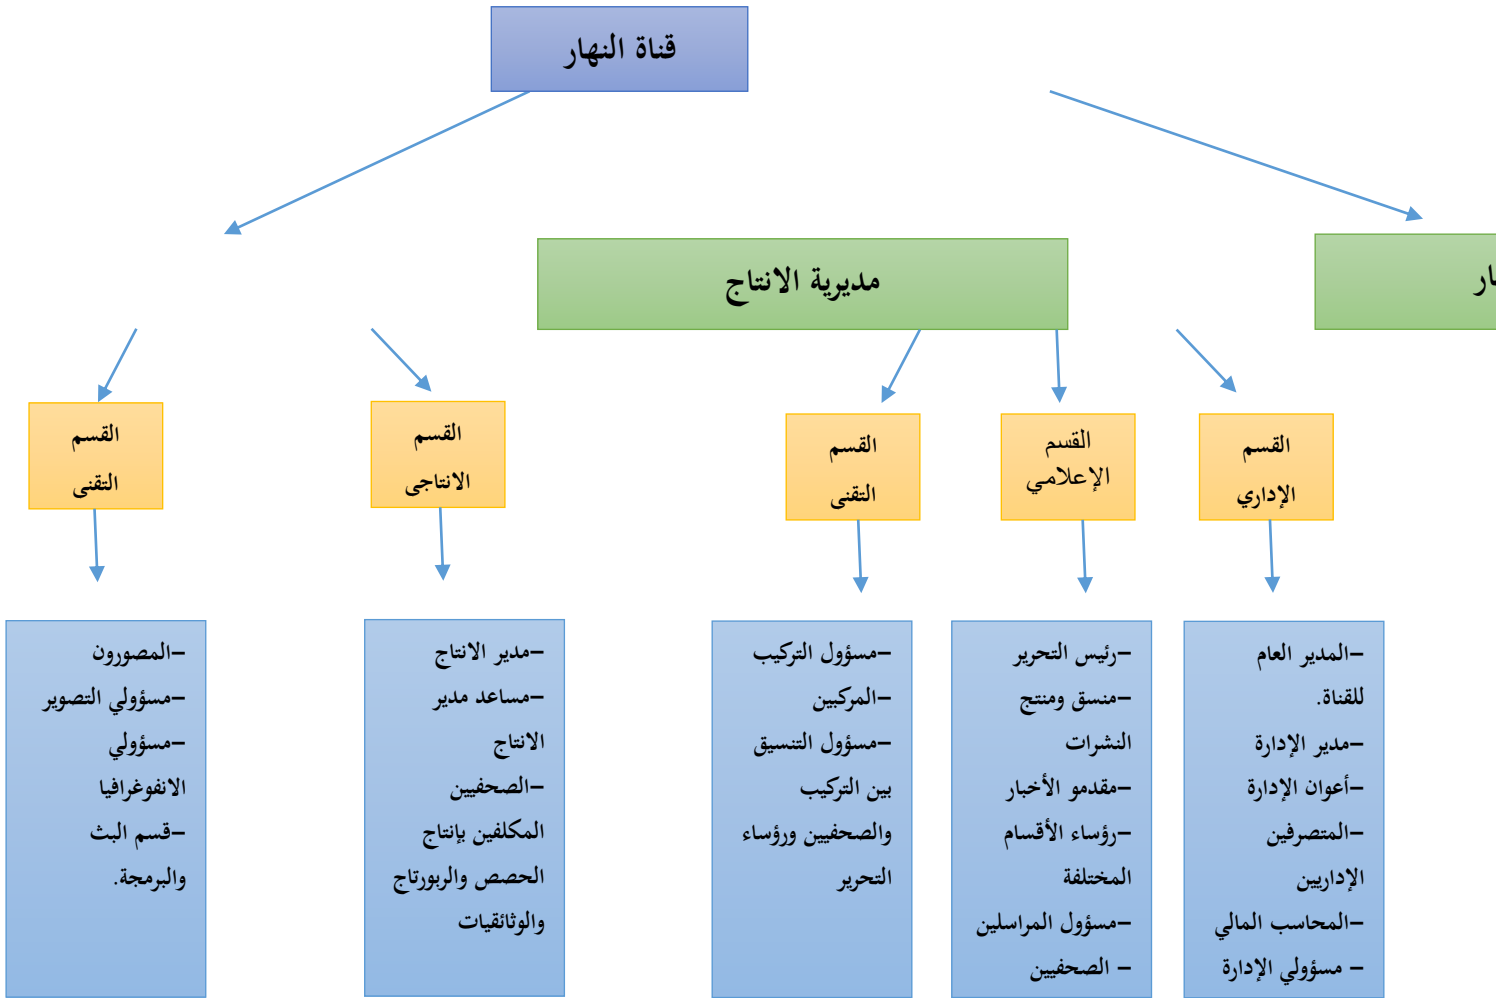 قناة النهار
مديرية الانتاج
القسم
الإداري
القسم
الإعلامي
القسم
التقنى
القسم
الانتاجى
القسم
التقنى
–المدير العام
للقناة.
–مدير الإدارة
–أعوان الإدارة
–المتصرفين
الإداريين
–المحاسب المالي
– مسؤولي الإدارة
–رئيس التحرير
–منسق ومنتج
النشرات
–مقدمو الأخبار
–رؤساء الأقسام
المختلفة
–مسؤول المراسلين
– الصحفيين
–مسؤول التركيب
–المركبين
–مسؤول التنسيق
بين التركيب
والصحفيين ورؤساء
التحرير
–مدير الانتاج
–مساعد مدير
الانتاج
–الصحفيين
المكلفين بإنتاج
الحصص والربورتاج
والوثائقيات
–المصورون
–مسؤولي التصوير
–مسؤولي
الانفوغرافيا
–قسم البث
والبرمجة.